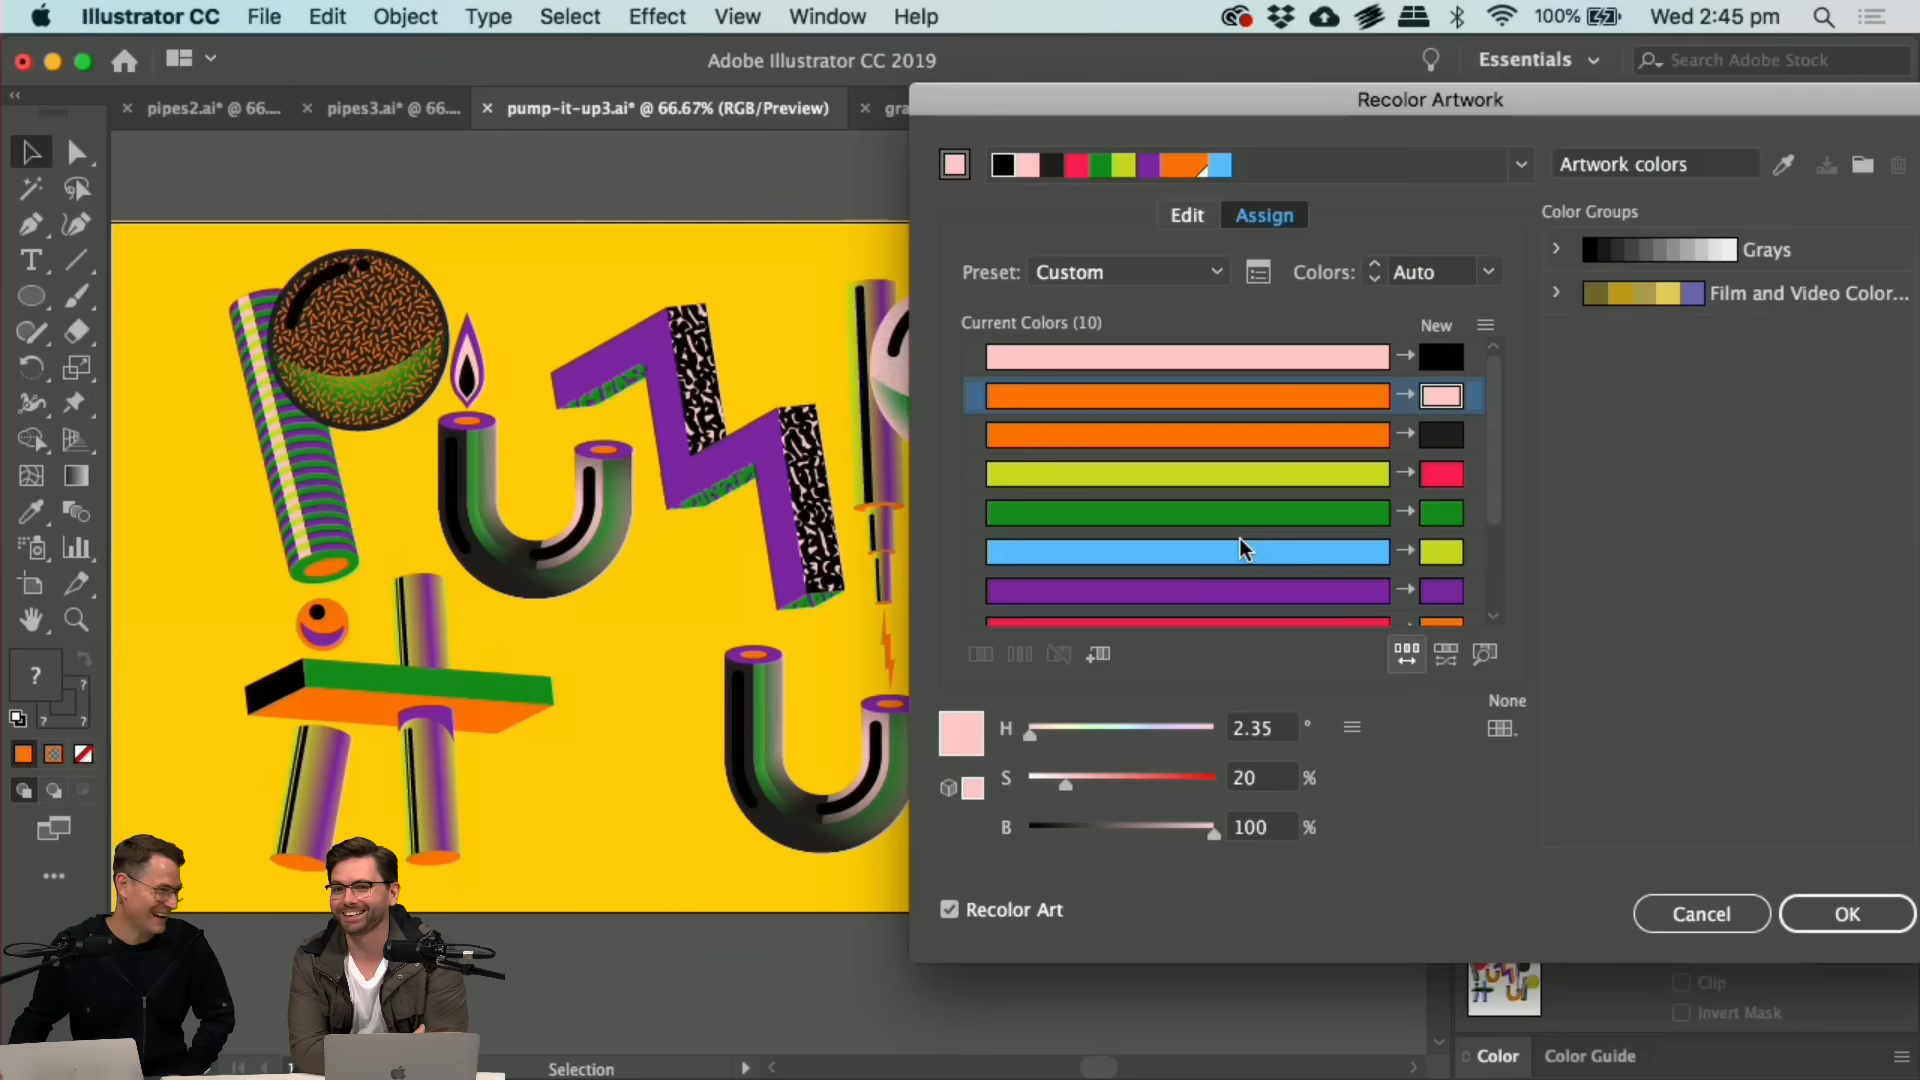 Illustrator CC File Edit Object Type Select Effect View Window Help 100% Wed 2:45 pm
Adobe Illustrator CC 2019 Essentials Search Adobe Stock
pipes2.ai* @ 66.... pipes3.ai* @ 66.... pump-it-up3.ai* @ 66.67% (RGB/Preview) gra
Recolor Artwork
Artwork colors
Edit Assign
Color Groups
Grays
Preset: Custom Colors: Auto
Film and Video Color...
Current Colors (10) New
None
H 2.35 °
S 20 %
B 100 %
Recolor Art
Cancel OK
Clip
Invert Mask
Color Color Guide
Selection
T
?
?
?
?